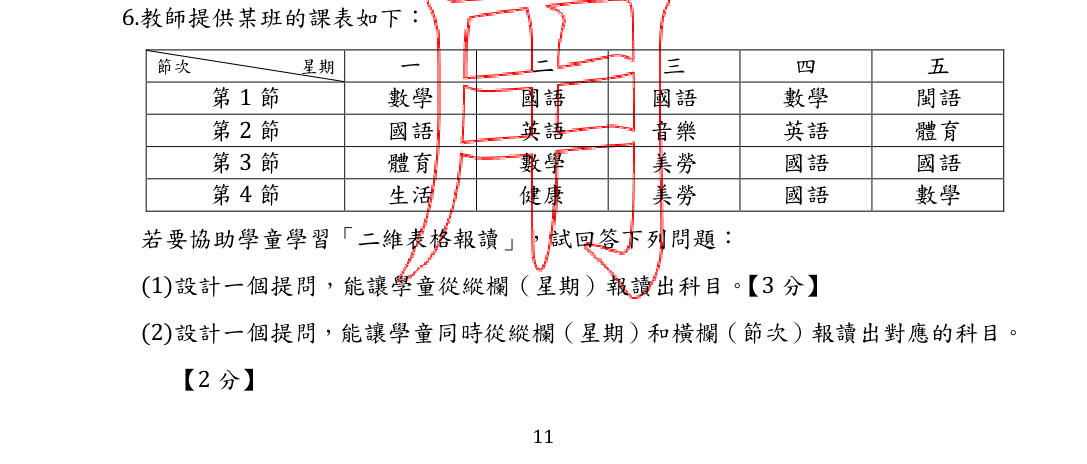 6.教師提供某班的課表如下：
節次 星期 一 二 三 四 五
第 1 節 數學 國語 國語 數學 閩語
第 2 節 國語 英語 音樂 英語 體育
第 3 節 體育 數學 美勞 國語 國語
第 4 節 生活 健康 美勞 國語 數學
若要協助學童學習「二維表格報讀」，試回答下列問題：
(1)設計一個提問，能讓學童從縱欄（星期）報讀出科目。【3 分】
(2)設計一個提問，能讓學童同時從縱欄（星期）和橫欄（節次）報讀出對應的科目。
【2 分】
11